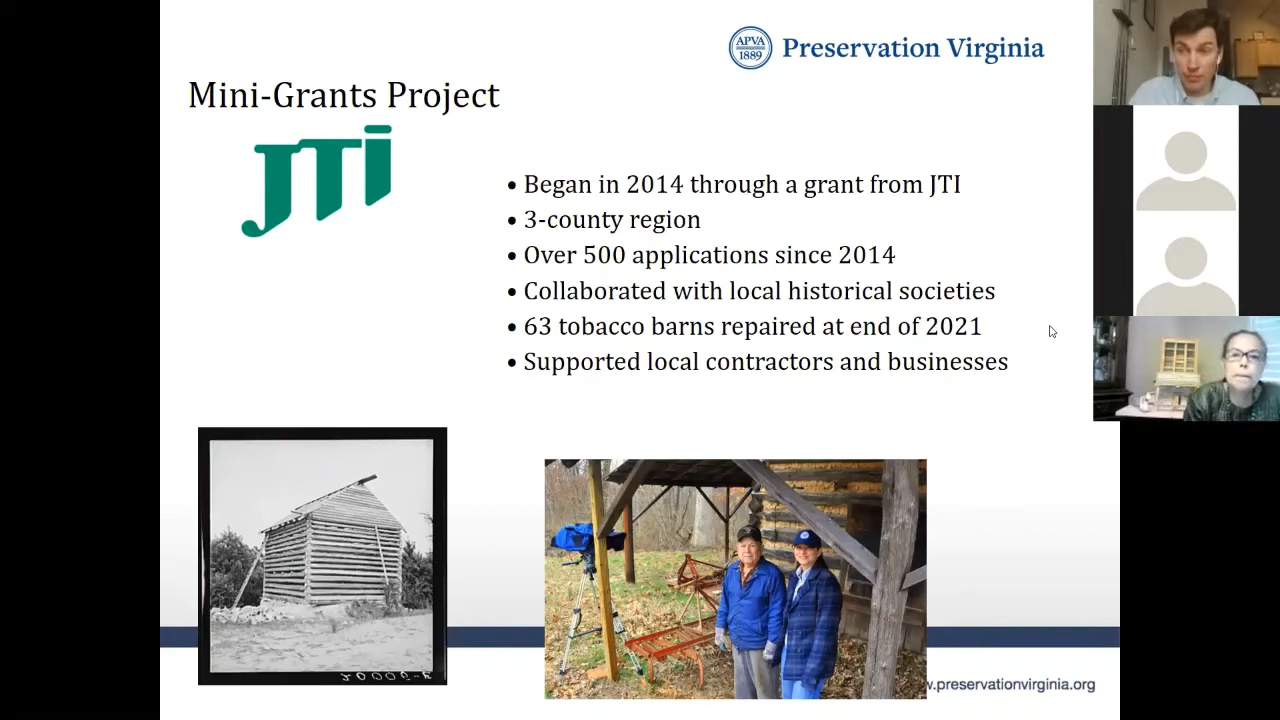 APVA
1889
Preservation Virginia
Mini-Grants Project
JTi
• Began in 2014 through a grant from JTI
• 3-county region
• Over 500 applications since 2014
• Collaborated with local historical societies
• 63 tobacco barns repaired at end of 2021
• Supported local contractors and businesses
w.preservationvirginia.org